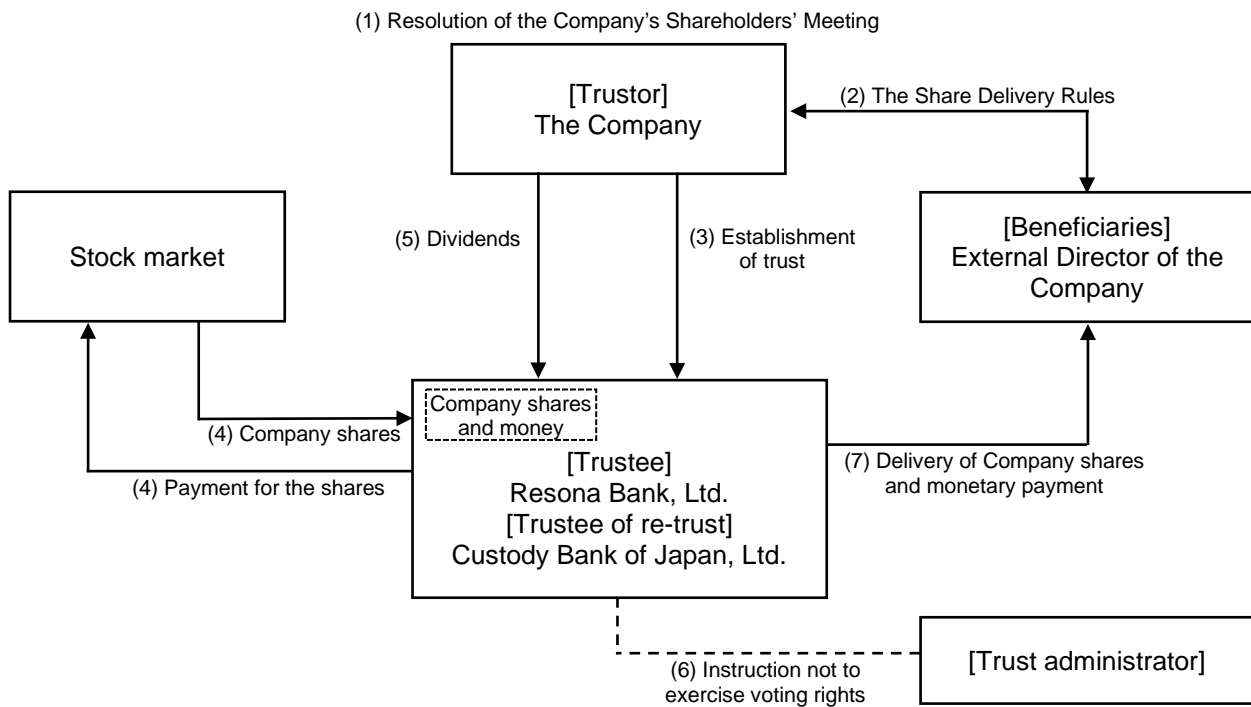 (1) Resolution of the Company's Shareholders' Meeting
[Trustor]
The Company
(2) The Share Delivery Rules
Stock market
(5) Dividends
(3) Establishment
of trust
[Beneficiaries]
External Director of the
Company
Company shares
and money
(4) Company shares
(4) Payment for the shares
[Trustee]
Resona Bank, Ltd.
[Trustee of re-trust]
Custody Bank of Japan, Ltd.
(7) Delivery of Company shares
and monetary payment
(6) Instruction not to
exercise voting rights
[Trust administrator]